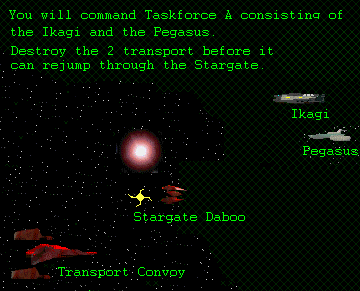 You will command Taskforce A consisting of
the Ikagi and the Pegasus.
Destroy the 2 transport before it
can rejump through the Stargate.
Ikagi
Pegasus
Stargate Daboo
Transport Convoy